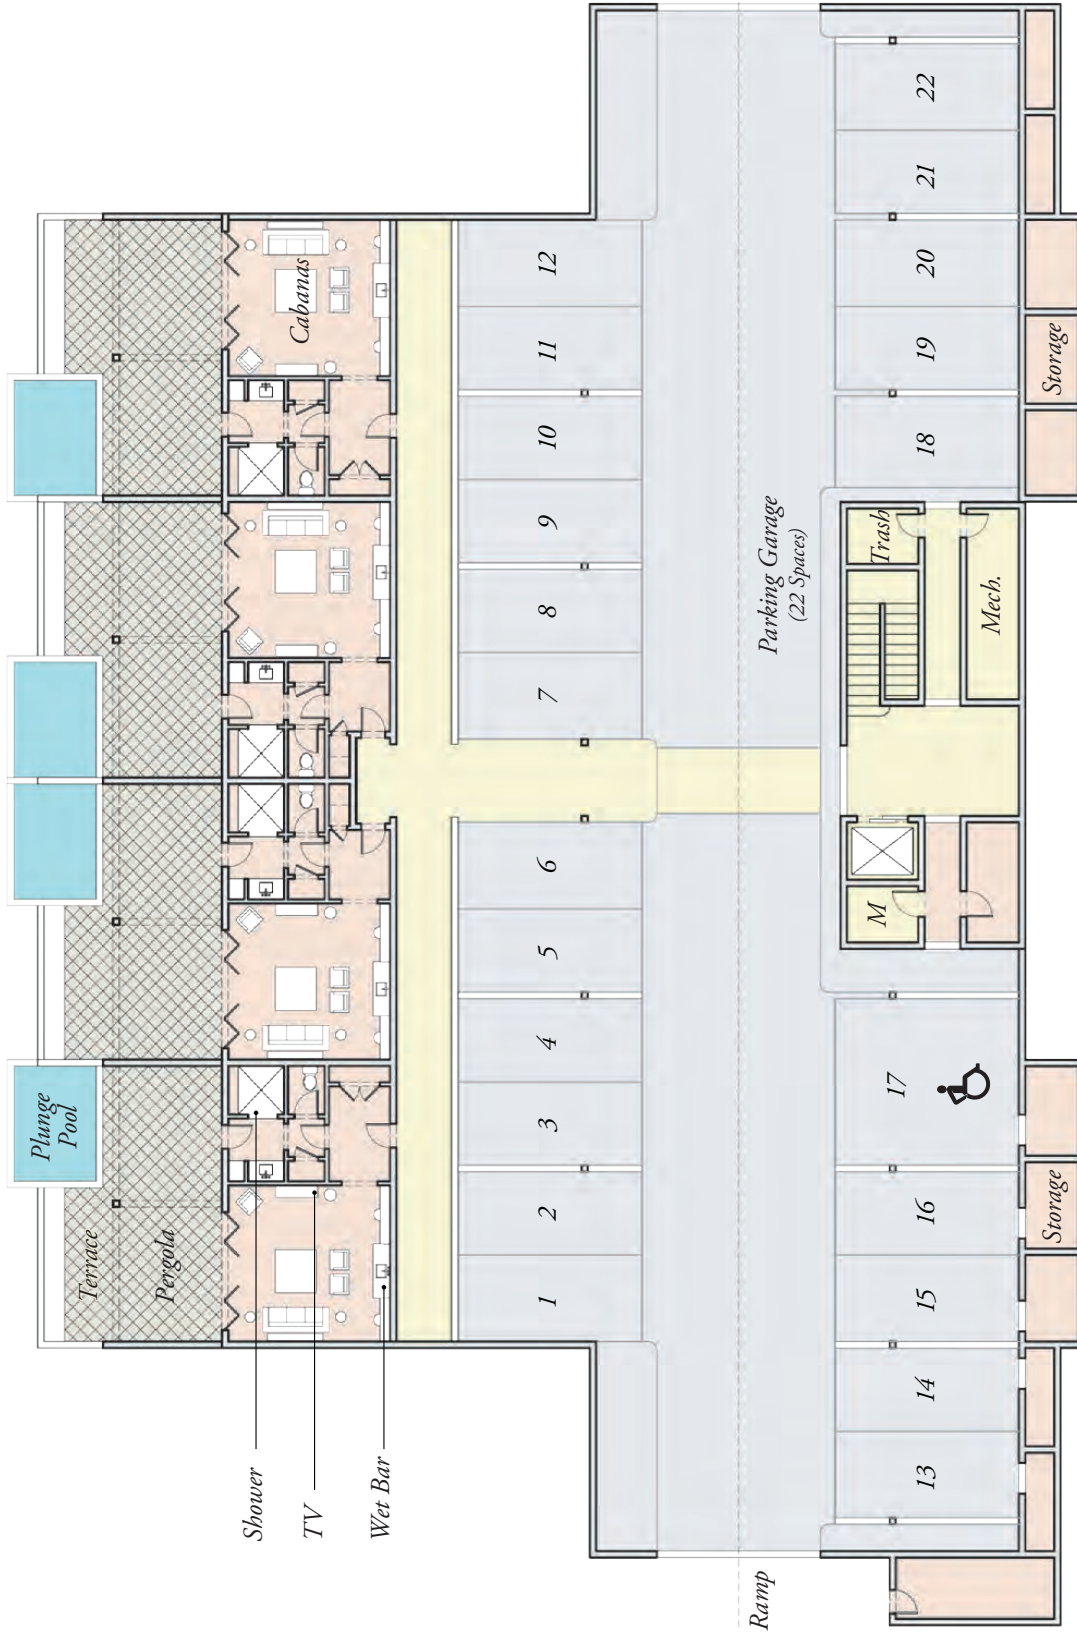 Plunge
Pool
Terrace
Pergola
Cabanas
Shower
TV
Wet Bar
1
2
3
4
5
6
7
8
9
10
11
12
Ramp
Parking Garage
(22 Spaces)
M
Trash
Mech.
13
14
15
16
17
18
19
20
21
22
Storage
Storage